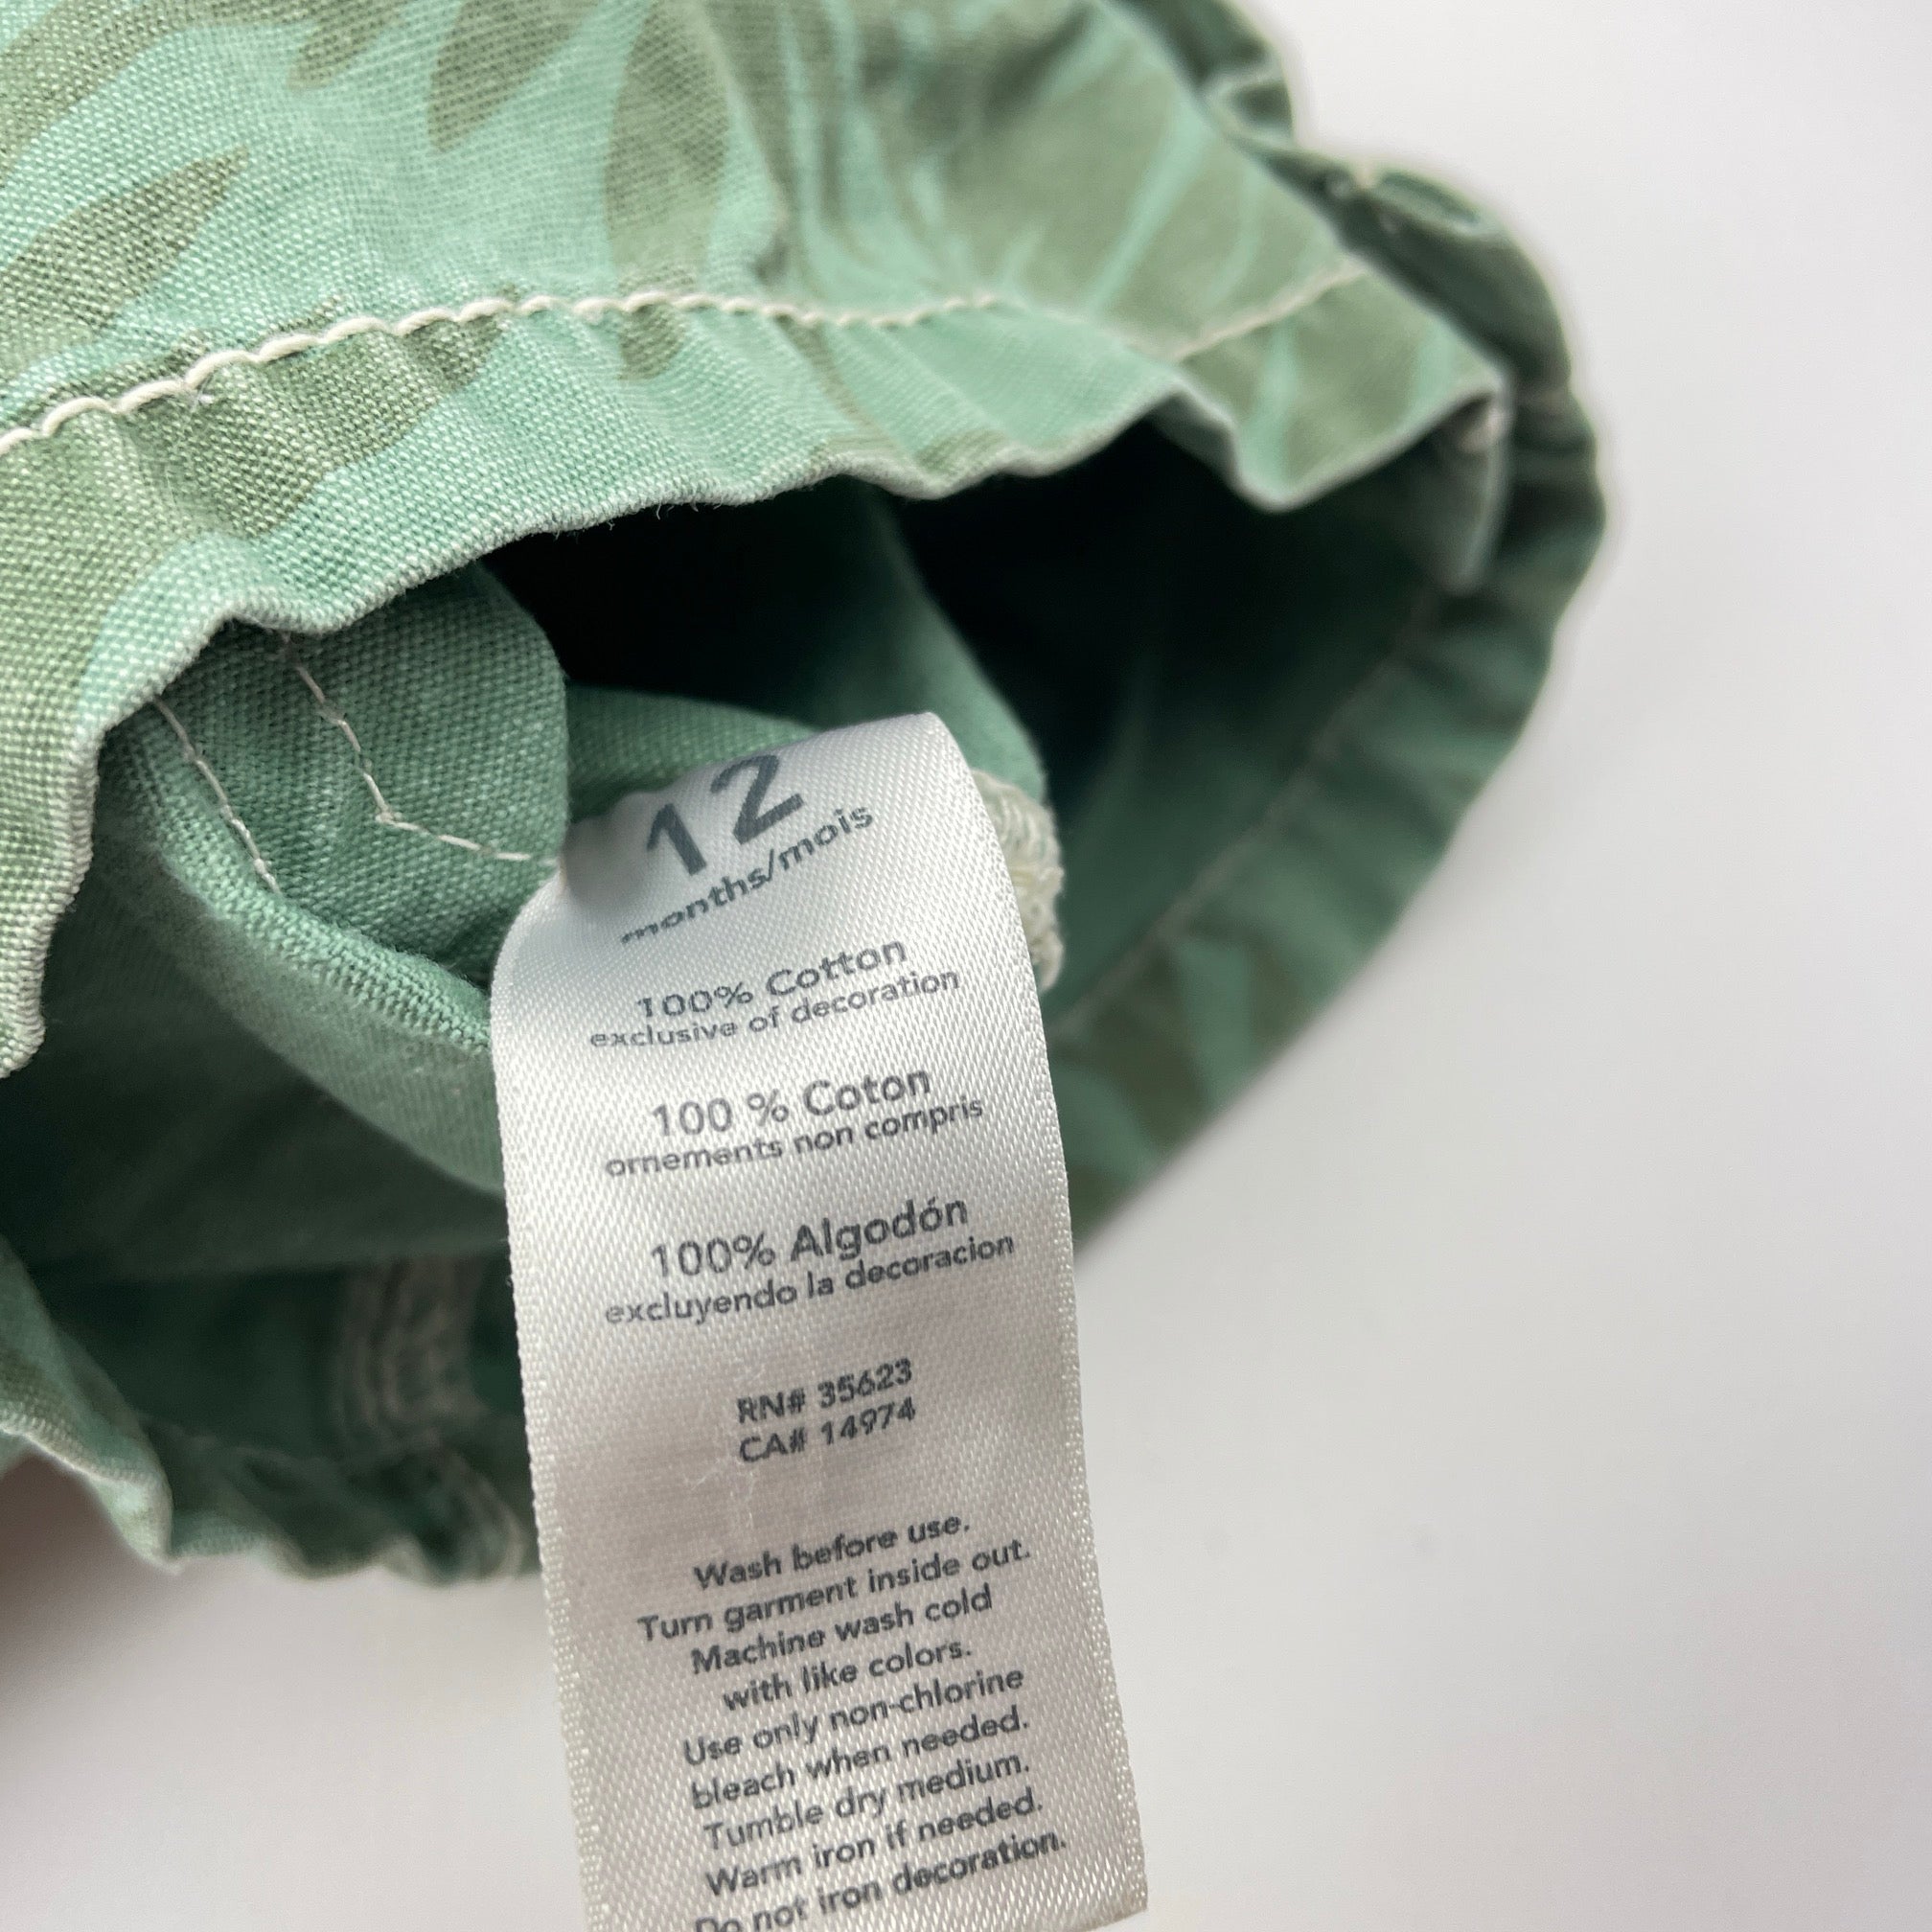 12
months/mois
100% Cotton
exclusive of decoration
100 % Coton
ornements non compris
100% Algodón
excluyendo la decoracion
RN# 35623
CA# 14974
Wash before use.
Turn garment inside out.
Machine wash cold
with like colors.
Use only non-chlorine
bleach when needed.
Tumble dry medium.
Warm iron if needed.
Do not iron decoration.